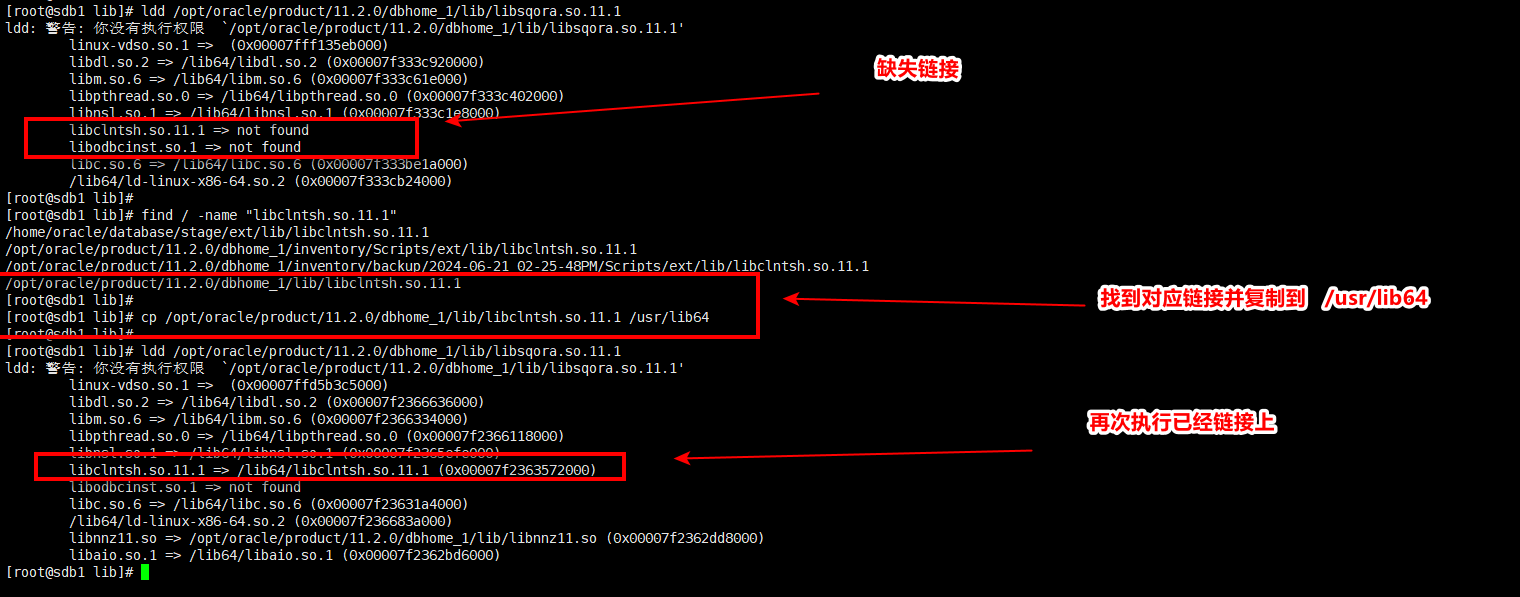 [root@sdb1 lib]# ldd /opt/oracle/product/11.2.0/dbhome_1/lib/libsqora.so.11.1
ldd: 警告: 你没有执行权限  `/opt/oracle/product/11.2.0/dbhome_1/lib/libsqora.so.11.1'
linux-vdso.so.1 =>  (0x00007fff135eb000)
libdl.so.2 => /lib64/libdl.so.2 (0x00007f333c920000)
缺失链接
libm.so.6 => /lib64/libm.so.6 (0x00007f333c61e000)
libpthread.so.0 => /lib64/libpthread.so.0 (0x00007f333c402000)
libnsl.so.1 => /lib64/libnsl.so.1 (0x00007f333c1e8000)
libclntsh.so.11.1 => not found
libodbcinst.so.1 => not found
libc.so.6 => /lib64/libc.so.6 (0x00007f333be1a000)
/lib64/ld-linux-x86-64.so.2 (0x00007f333cb24000)
[root@sdb1 lib]#
[root@sdb1 lib]# find / -name "libclntsh.so.11.1"
/home/oracle/database/stage/ext/lib/libclntsh.so.11.1
/opt/oracle/product/11.2.0/dbhome_1/inventory/Scripts/ext/lib/libclntsh.so.11.1
/opt/oracle/product/11.2.0/dbhome_1/inventory/backup/2024-06-21_02-25-48PM/Scripts/ext/lib/libclntsh.so.11.1
/opt/oracle/product/11.2.0/dbhome_1/lib/libclntsh.so.11.1
[root@sdb1 lib]#
找到对应链接并复制到 /usr/lib64
[root@sdb1 lib]# cp /opt/oracle/product/11.2.0/dbhome_1/lib/libclntsh.so.11.1 /usr/lib64
[root@sdb1 lib]#
[root@sdb1 lib]# ldd /opt/oracle/product/11.2.0/dbhome_1/lib/libsqora.so.11.1
ldd: 警告: 你没有执行权限  `/opt/oracle/product/11.2.0/dbhome_1/lib/libsqora.so.11.1'
linux-vdso.so.1 =>  (0x00007ffd5b3c5000)
libdl.so.2 => /lib64/libdl.so.2 (0x00007f2366636000)
libm.so.6 => /lib64/libm.so.6 (0x00007f2366334000)
再次执行已经链接上
libpthread.so.0 => /lib64/libpthread.so.0 (0x00007f2366118000)
libnsl.so.1 => /lib64/libnsl.so.1 (0x00007f2365efe000)
libclntsh.so.11.1 => /lib64/libclntsh.so.11.1 (0x00007f2363572000)
libodbcinst.so.1 => not found
libc.so.6 => /lib64/libc.so.6 (0x00007f23631a4000)
/lib64/ld-linux-x86-64.so.2 (0x00007f236683a000)
libnnz11.so => /opt/oracle/product/11.2.0/dbhome_1/lib/libnnz11.so (0x00007f2362dd8000)
libaio.so.1 => /lib64/libaio.so.1 (0x00007f2362bd6000)
[root@sdb1 lib]#